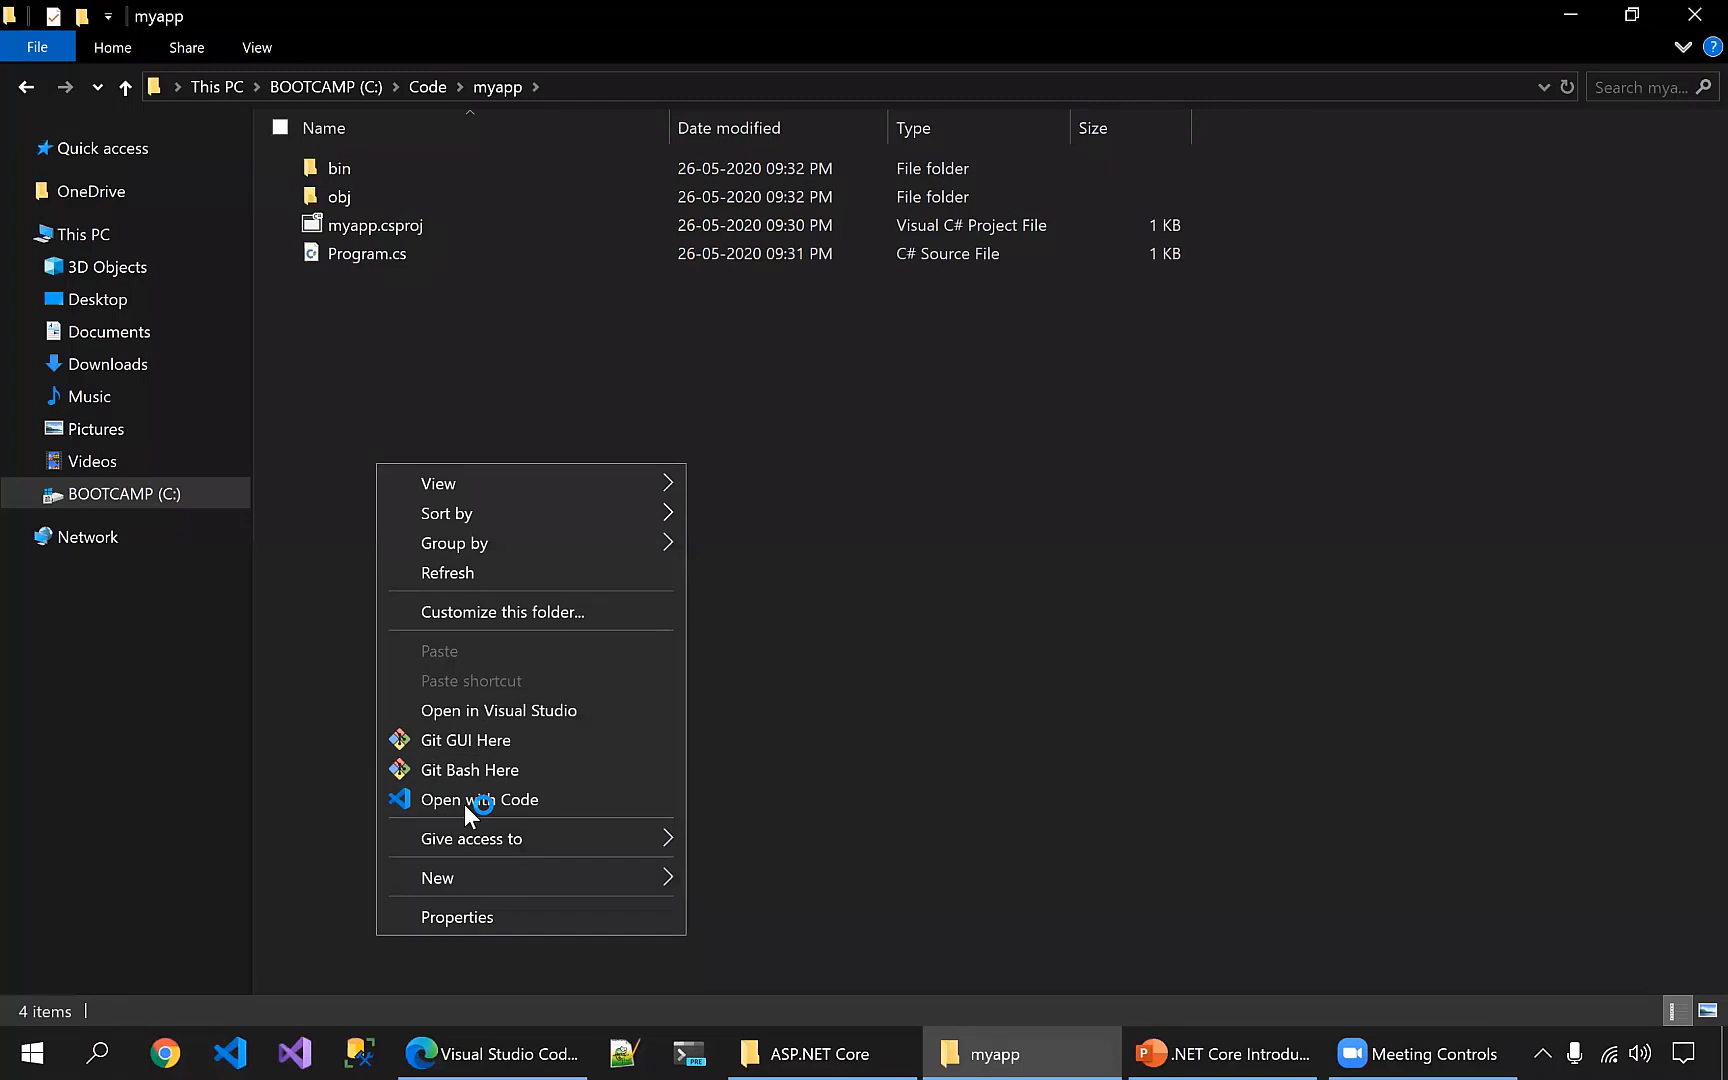 myapp
File
Home
Share
View
This PC
BOOTCAMP (C:)
Code
myapp
Search mya...
Name
Date modified
Type
Size
bin
26-05-2020 09:32 PM
File folder
obj
26-05-2020 09:32 PM
File folder
myapp.csproj
26-05-2020 09:30 PM
Visual C# Project File
1 KB
Program.cs
26-05-2020 09:31 PM
C# Source File
1 KB
Quick access
OneDrive
This PC
3D Objects
Desktop
Documents
Downloads
Music
Pictures
Videos
BOOTCAMP (C:)
Network
View
Sort by
Group by
Refresh
Customize this folder...
Paste
Paste shortcut
Open in Visual Studio
Git GUI Here
Git Bash Here
Open with Code
Give access to
New
Properties
4 items
PRE
Visual Studio Cod...
ASP.NET Core
myapp
.NET Core Introdu...
Meeting Controls